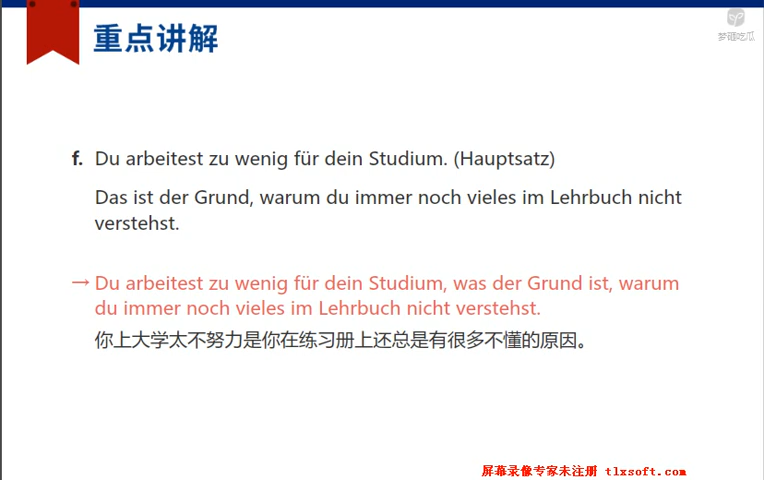 重点讲解
梦砸吃瓜
f. Du arbeitest zu wenig für dein Studium. (Hauptsatz)
Das ist der Grund, warum du immer noch vieles im Lehrbuch nicht
verstehst.
→ Du arbeitest zu wenig für dein Studium, was der Grund ist, warum
du immer noch vieles im Lehrbuch nicht verstehst.
你上大学太不努力是你在练习册上还总是有很多不懂的原因。
屏幕录像专家未注册 tlxsoft.com